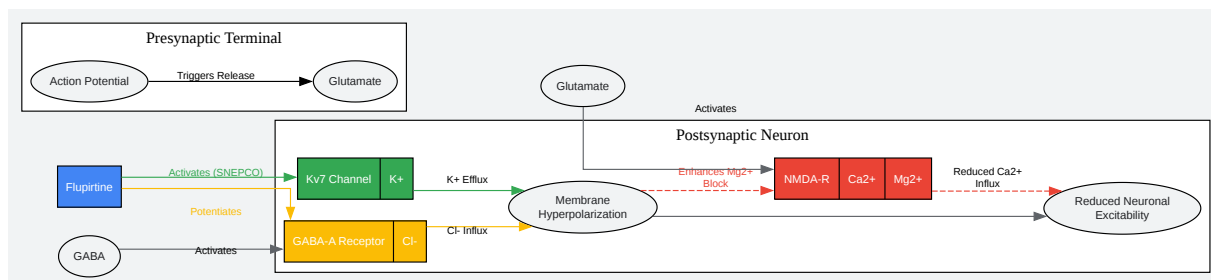 Presynaptic Terminal
Action Potential
Triggers Release
Glutamate
Glutamate
Activates
Postsynaptic Neuron
Flupirtine
Activates (SNEPCO)
Kv7 Channel
K+
K+ Efflux
Enhances Mg2+
Block
NMDA-R
Ca2+
Mg2+
Reduced Ca2+
Influx
Membrane
Hyperpolarization
Reduced Neuronal
Excitability
Potentiates
GABA-A Receptor
Cl-
Cl- Influx
GABA
Activates